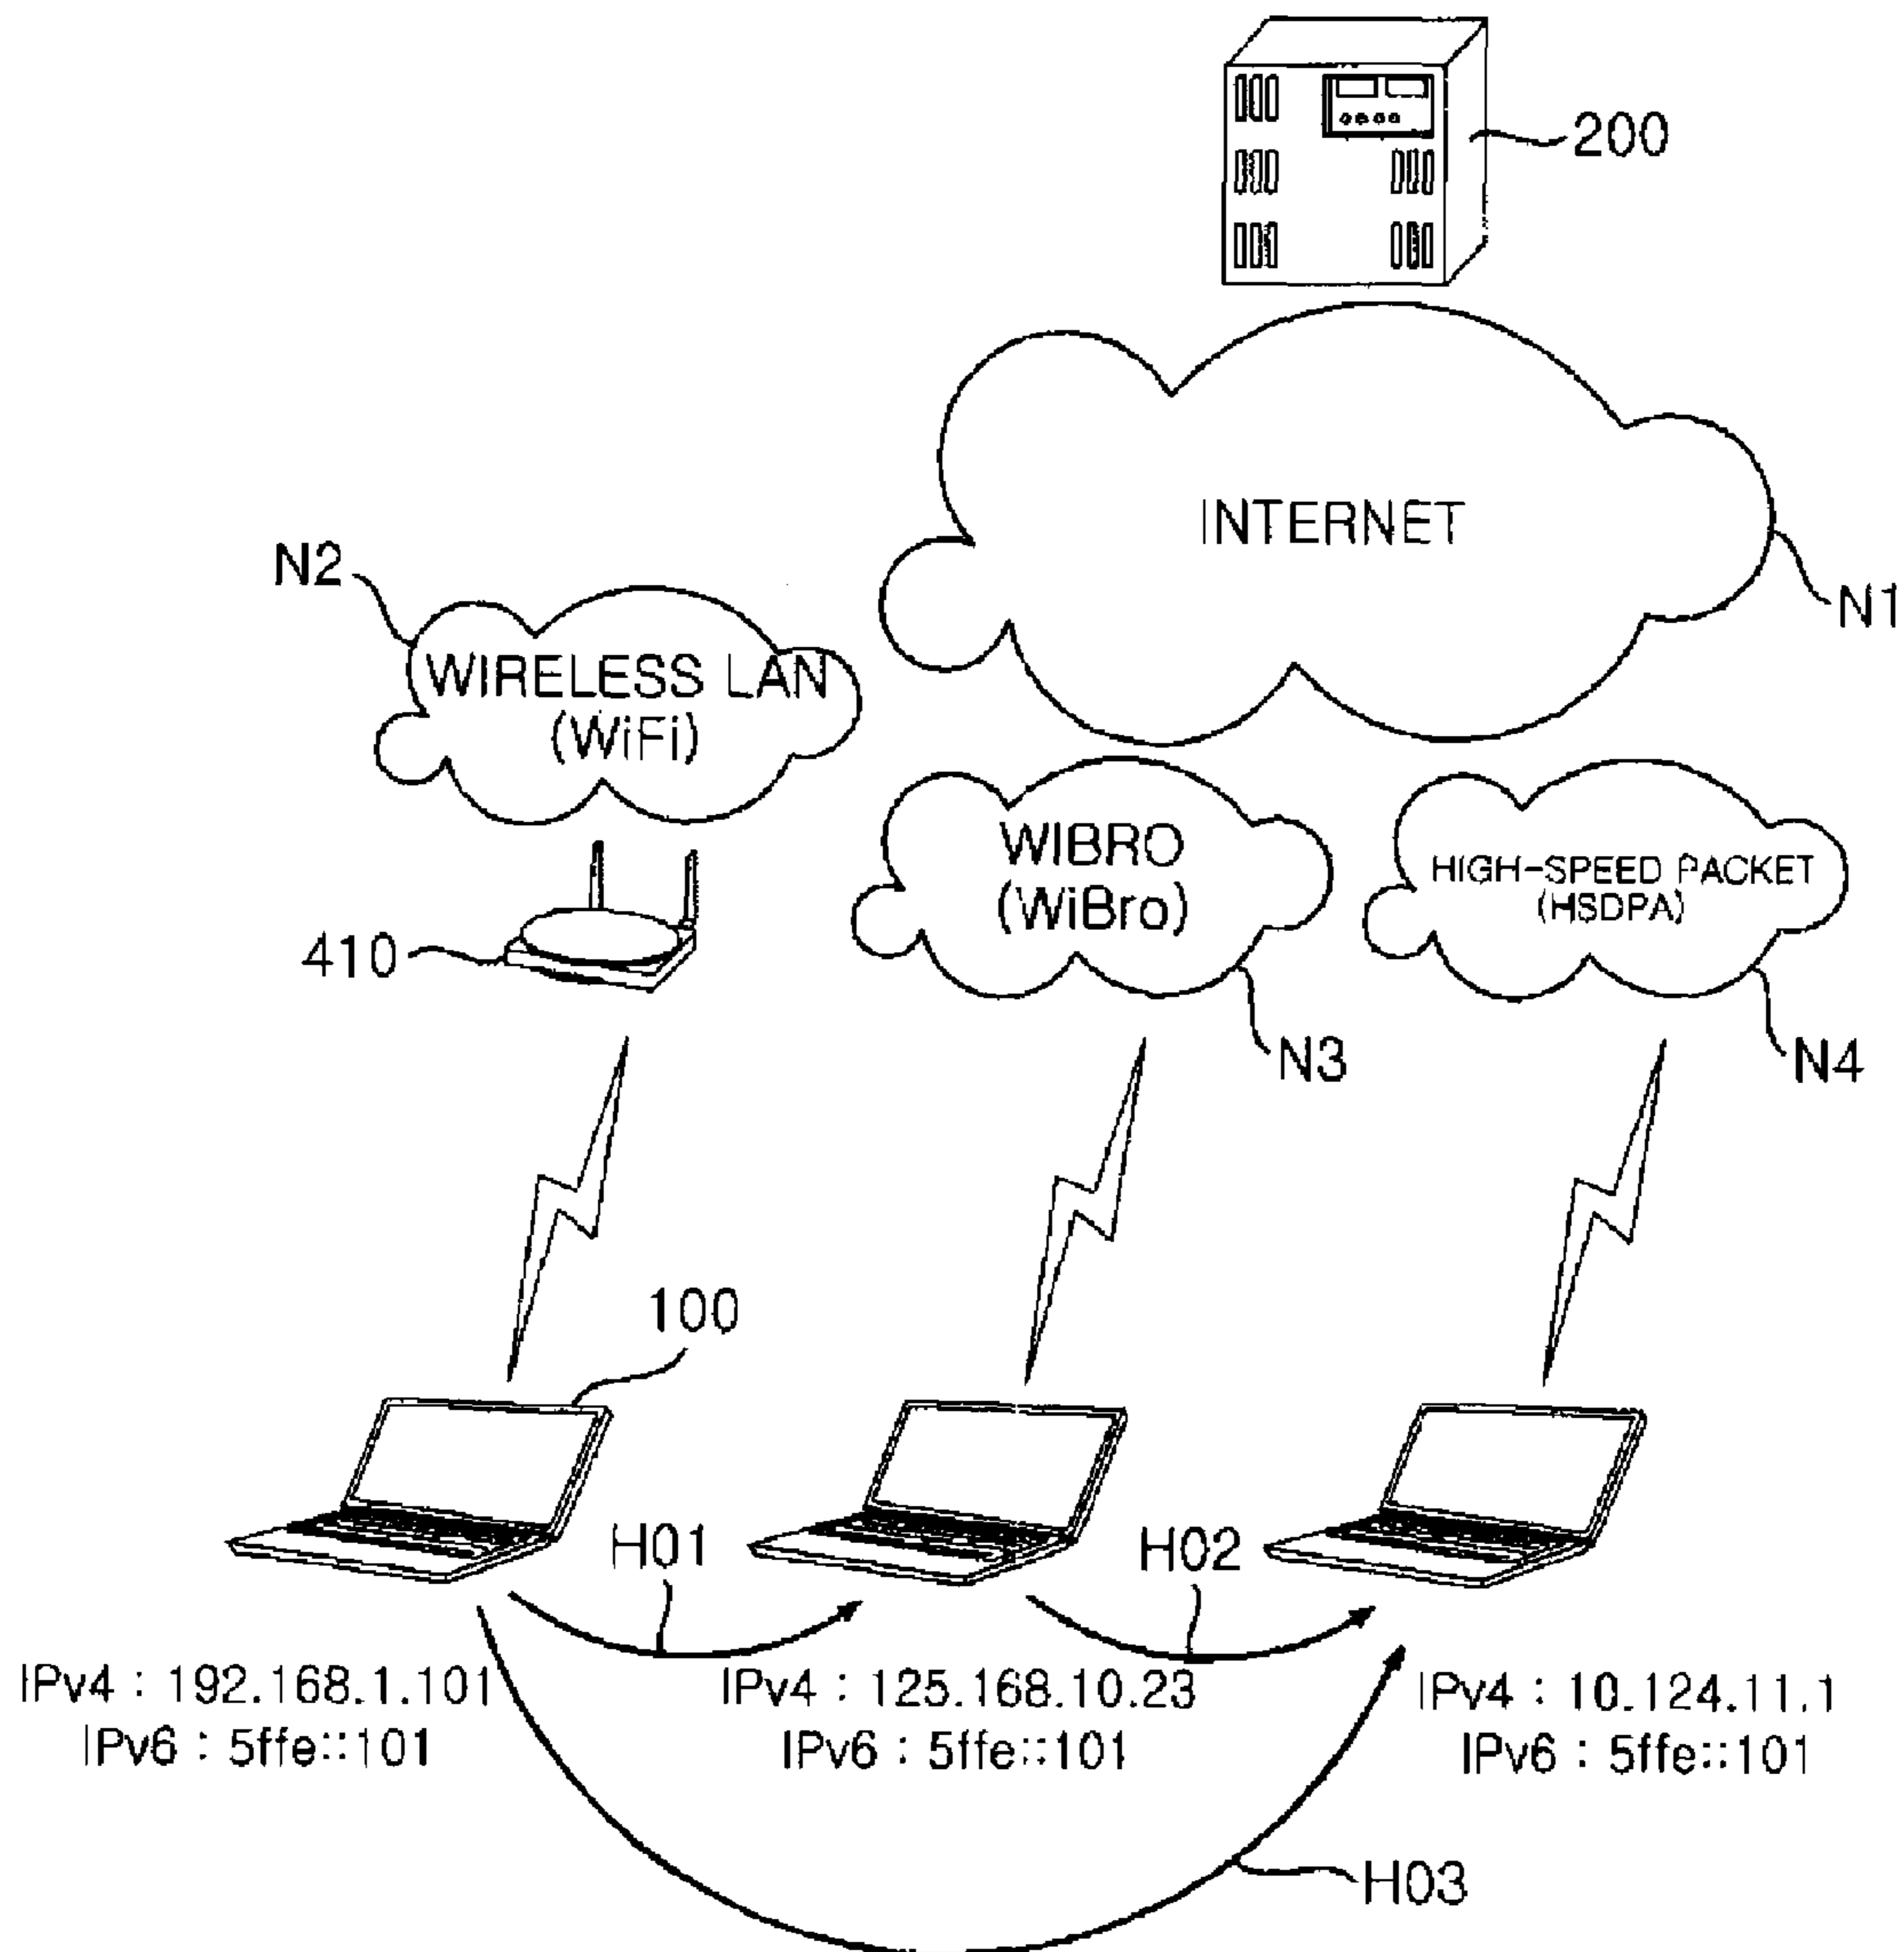 200
INTERNET
N1
N2
WIRELESS LAN
(WiFi)
WIBRO
(WiBro)
HIGH-SPEED PACKET
(HSDPA)
410
N3
N4
100
H01
H02
IPv4 : 192.168.1.101
IPv6 : 5ffe::101
IPv4 : 125.168.10.23
IPv6 : 5ffe::101
IPv4 : 10.124.11.1
IPv6 : 5ffe::101
H03